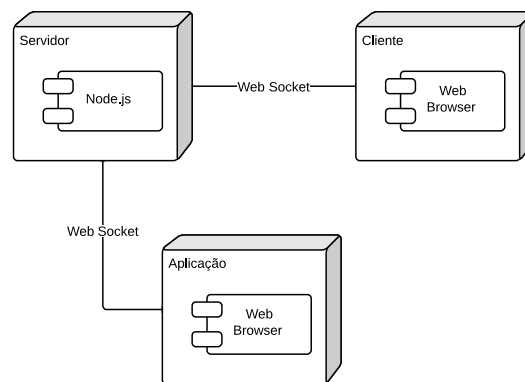 Servidor
Node.js
Web Socket
Cliente
Web
Browser
Web Socket
Aplicação
Web
Browser